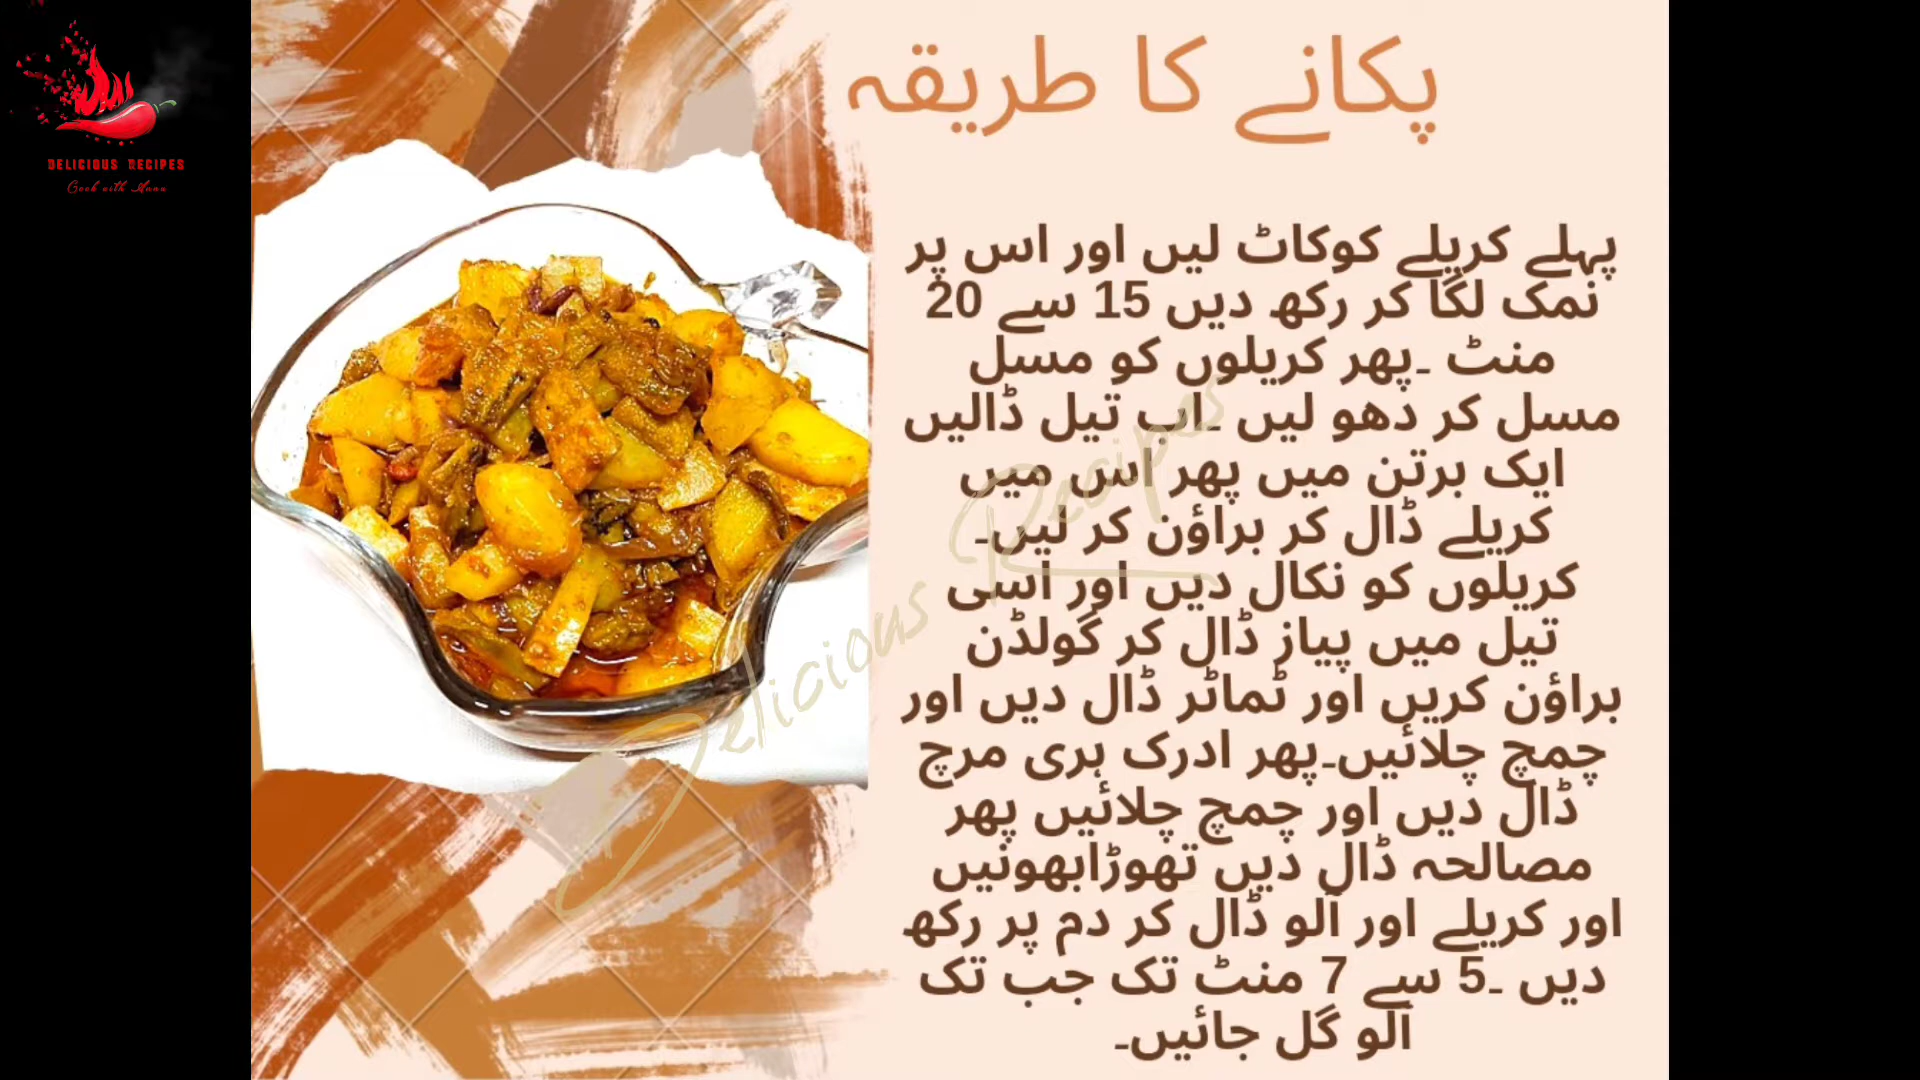 DELICIOUS RECIPES
Cook with Anna
پکانے کا طریقہ
پہلے کریلے کوکاٹ لیں اور اس پر
نمک لگا کر رکھ دیں 15 سے 20
منٹ ۔پھر کریلوں کو مسل
مسل کر دھو لیں ۔اب تیل ڈالیں
ایک برتن میں پھر اس میں
کریلے ڈال کر براؤن کر لیں۔
کریلوں کو نکال دیں اور اسی
تیل میں پیاز ڈال کر گولڈن
براؤن کریں اور ٹماٹر ڈال دیں اور
چمچ چلائیں۔پھر ادرک ہری مرچ
ڈال دیں اور چمچ چلائیں پھر
مصالحہ ڈال دیں تھوڑابھونیں
اور کریلے اور آلو ڈال کر دم پر رکھ
دیں ۔5 سے 7 منٹ تک جب تک
آلو گل جائیں۔
Delicious Recipes